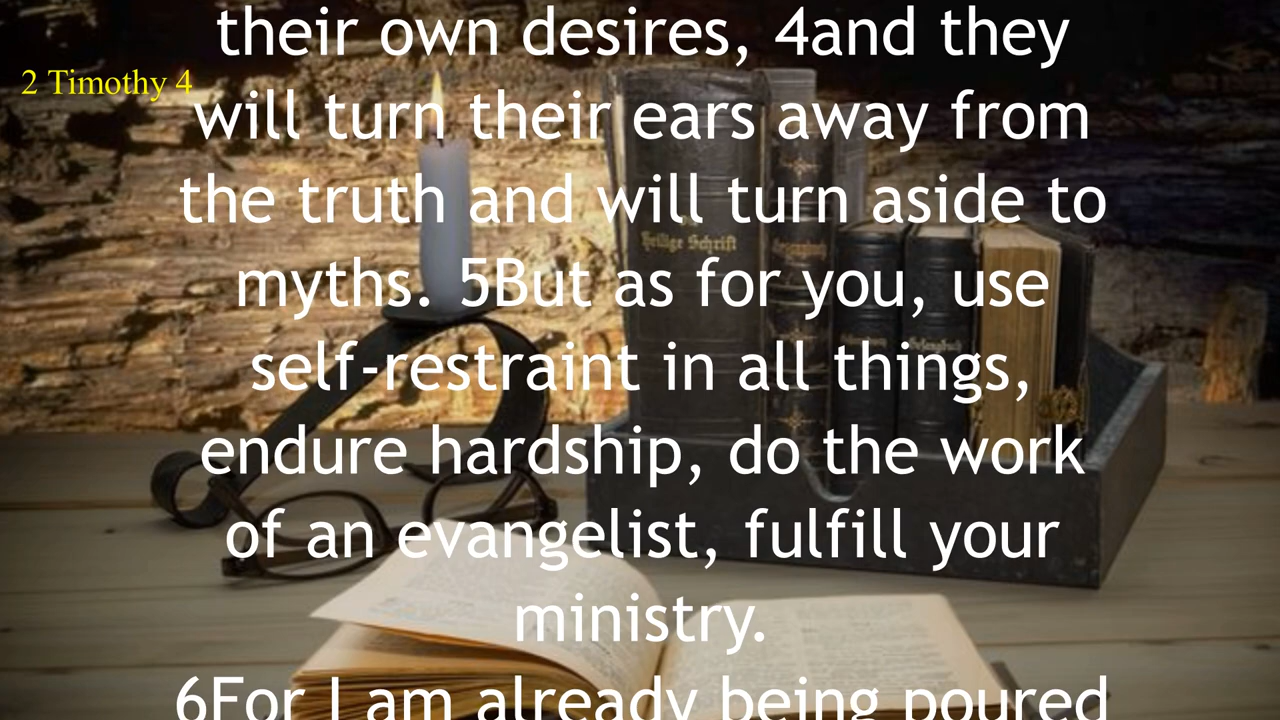 their own desires, 4and they
2 Timothy 4
will turn their ears away from
the truth and will turn aside to
Heilige Schrift
myths. 5But as for you, use
self-restraint in all things,
endure hardship, do the work
of an evangelist, fulfill your
ministry.
6For I am already being poured